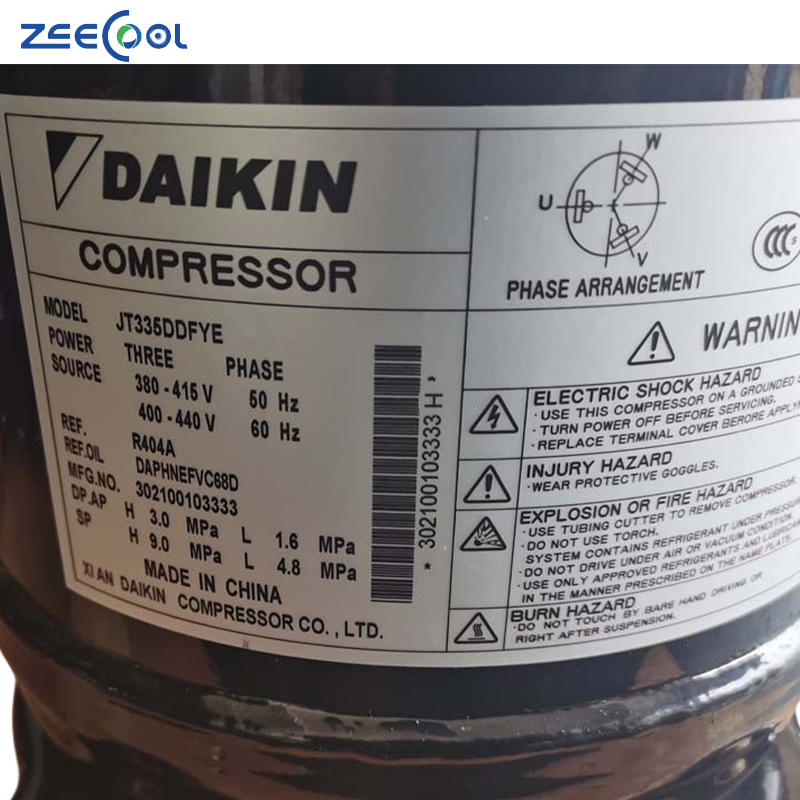 ZEECOOL
DAIKIN
COMPRESSOR
MODEL JT335DDFYE
POWER SOURCE THREE PHASE
380 - 415 V 50 Hz
400 - 440 V 60 Hz
REF. R404A
REF.OIL DAPHNEFVC68D
MFG.NO. 302100103333
DP.AP H 3.0 MPa L 1.6 MPa
SP H 9.0 MPa L 4.8 MPa
MADE IN CHINA
XI AN DAIKIN COMPRESSOR CO., LTD.
* 302100103333 H *
W
U
V
PHASE ARRANGEMENT
CCC S
WARNIN
ELECTRIC SHOCK HAZARD
·USE THIS COMPRESSOR ON A GROUNDED S
·TURN POWER OFF BEFORE SERVICING.
·REPLACE TERMINAL COVER BERORE APPLY
INJURY HAZARD
·WEAR PROTECTIVE GOGGLES.
EXPLOSION OR FIRE HAZARD
·USE TUBING CUTTER TO REMOVE COMPRESSOR.
·DO NOT USE TORCH.
SYSTEM CONTAINS REFRIGERANT UNDER PRESSU
·DO NOT DRIVE UNDER AIR OR VACUUM CONDITION.
·USE ONLY APPROVED REFRIGERANTS AND LUBRICAN
IN THE MANNER PRESCRIBED ON THE NAME PLATE.
BURN HAZARD
·DO NOT TOUCH BY BARE HAND DRIVING OR
RIGHT AFTER SUSPENSION.